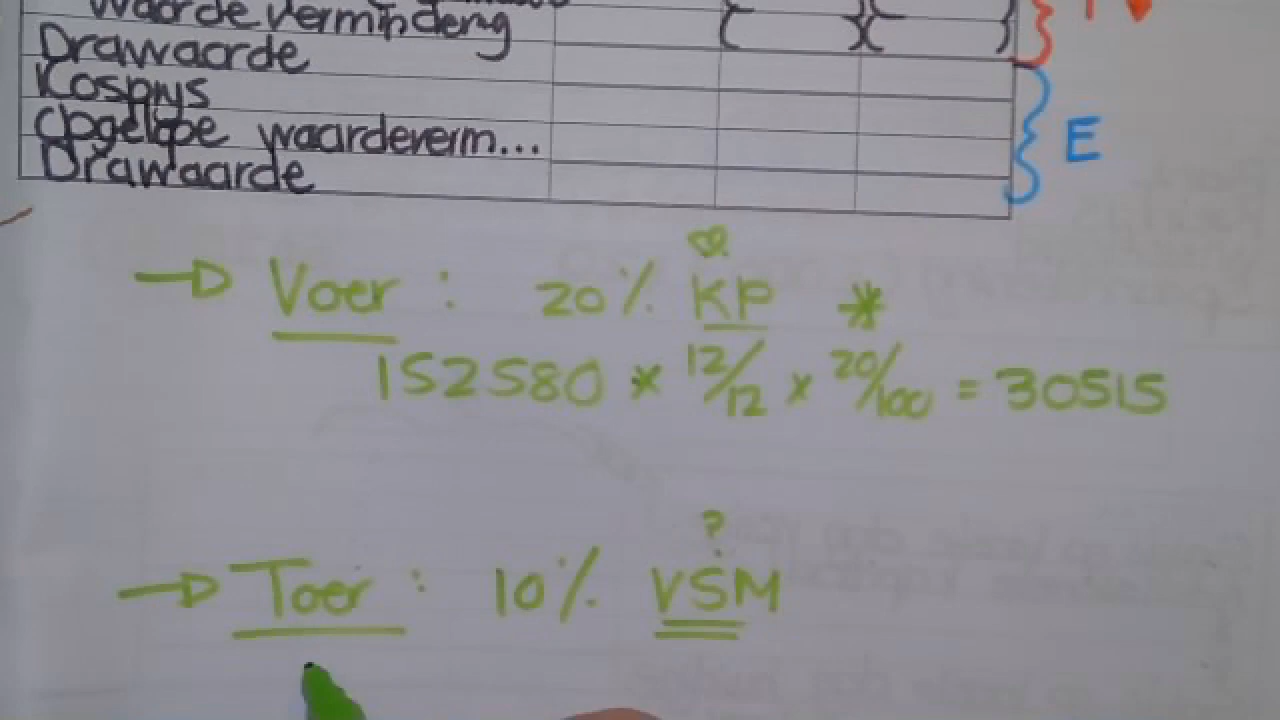 Waardevermindering
Drawaarde
Kosprys
Opgelope waardeverm...
Drawaarde
E
Voer : 20% KP *
152580 * 12/12 x 20/100 = 30515
?
Toer : 10% VSM